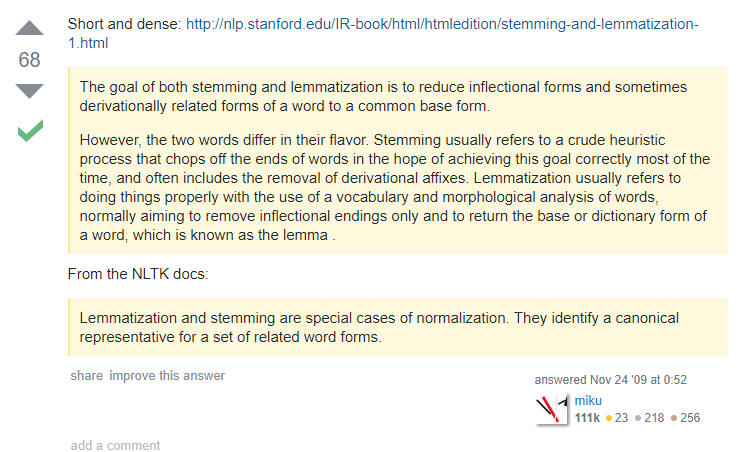 Short and dense: http://nlp.stanford.edu/IR-book/html/htmledition/stemming-and-lemmatization-
1.html
68
The goal of both stemming and lemmatization is to reduce inflectional forms and sometimes
derivationally related forms of a word to a common base form.
However, the two words differ in their flavor. Stemming usually refers to a crude heuristic
process that chops off the ends of words in the hope of achieving this goal correctly most of the
time, and often includes the removal of derivational affixes. Lemmatization usually refers to
doing things properly with the use of a vocabulary and morphological analysis of words,
normally aiming to remove inflectional endings only and to return the base or dictionary form of
a word, which is known as the lemma .
From the NLTK docs:
Lemmatization and stemming are special cases of normalization. They identify a canonical
representative for a set of related word forms.
share improve this answer
answered Nov 24 '09 at 0:52
miku
111k 23 218 256
add a comment